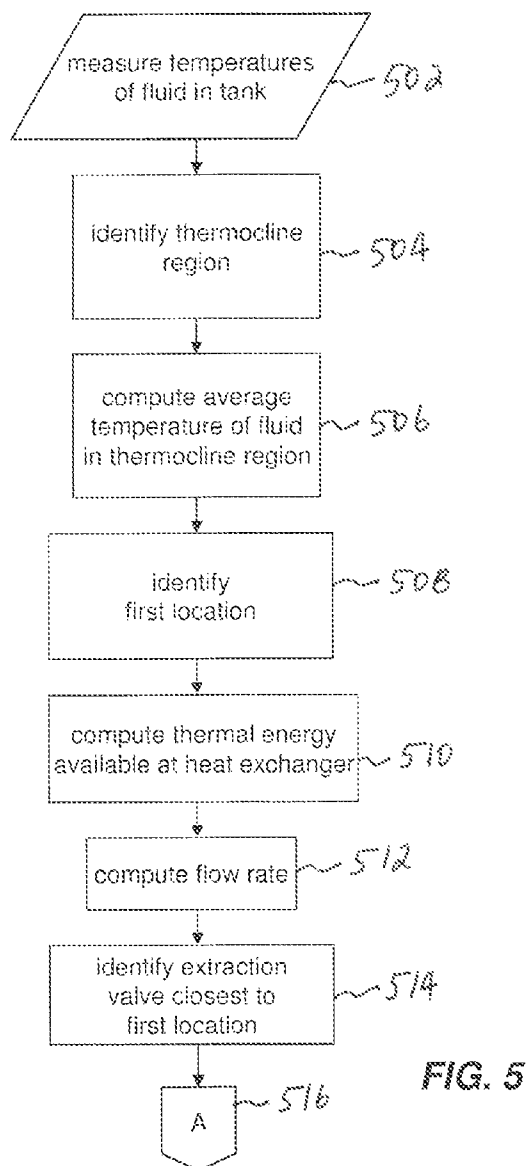 measure temperatures
of fluid in tank
502
identify thermocline
region
504
compute average
temperature of fluid
in thermocline region
506
identify
first location
508
compute thermal energy
available at heat exchanger
510
compute flow rate
512
identify extraction
valve closest to
first location
514
A
516
FIG. 5